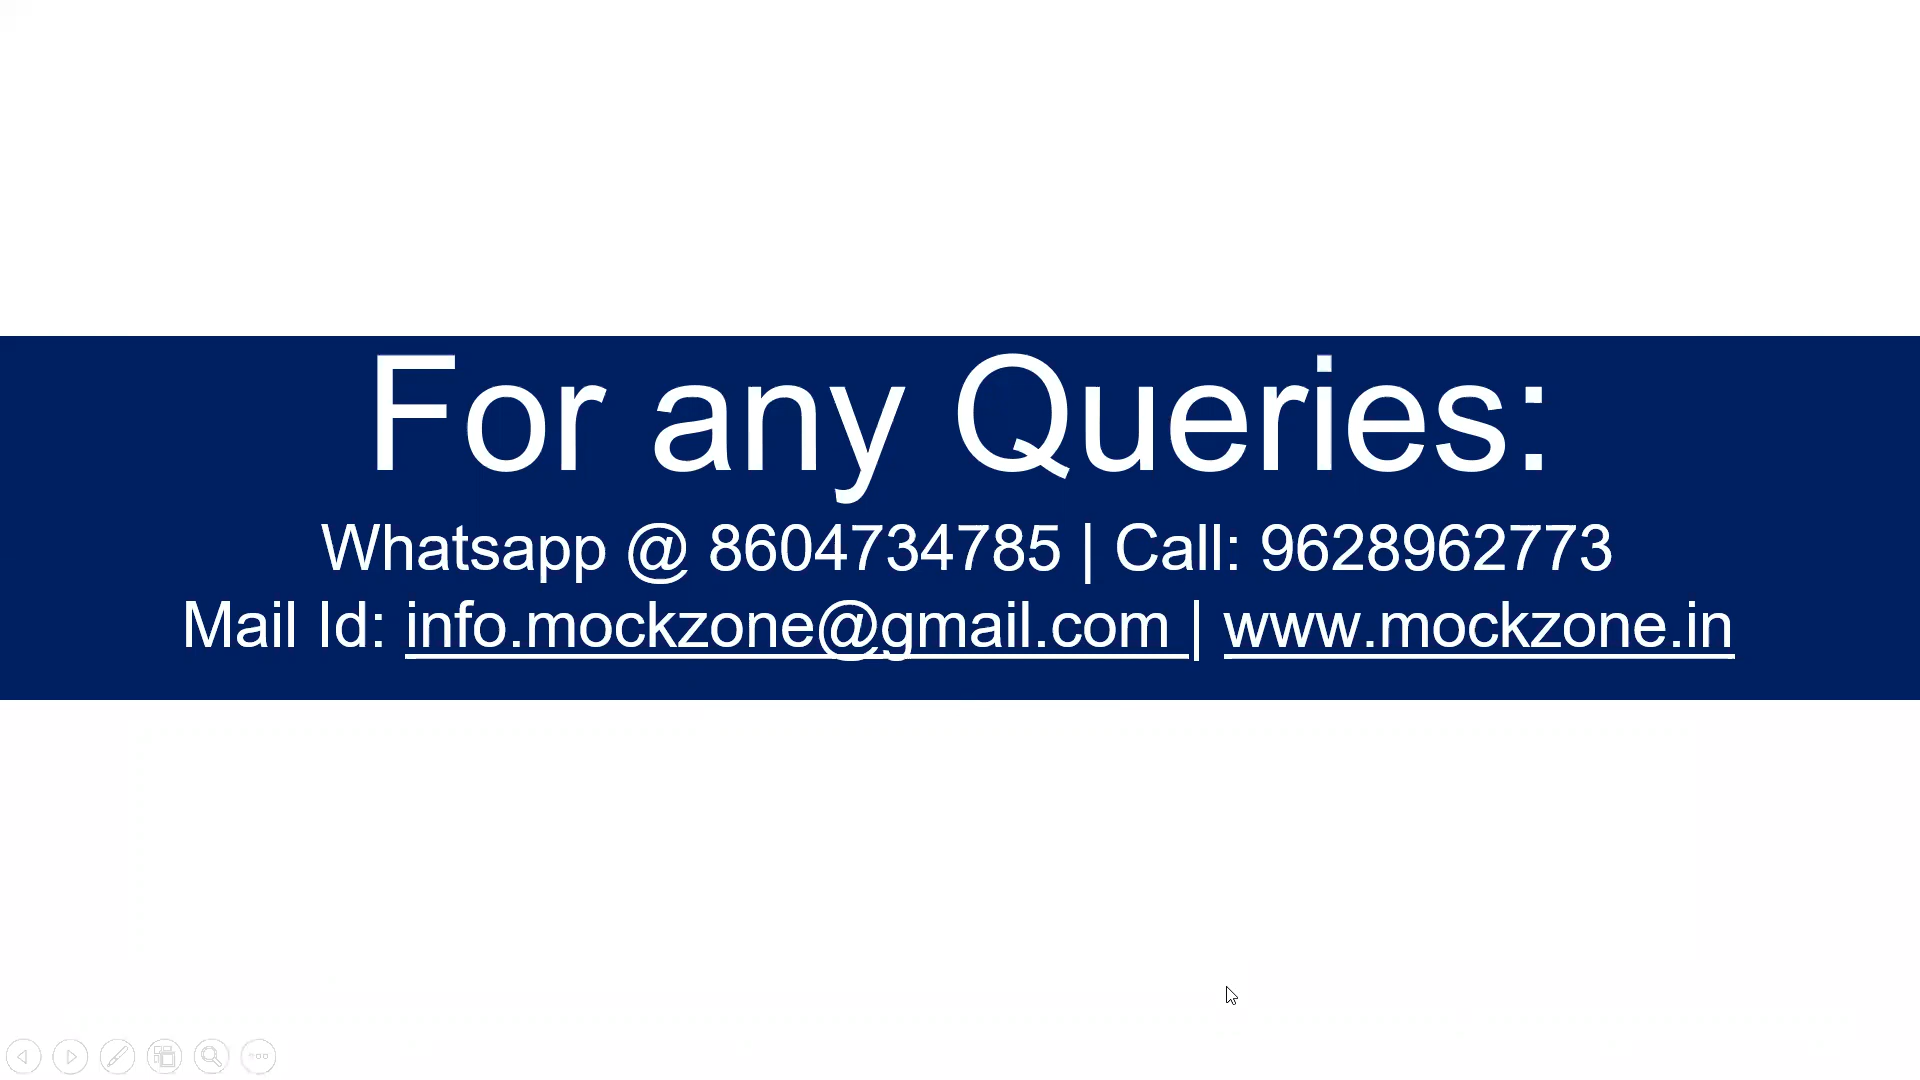 For any Queries:
Whatsapp @ 8604734785 | Call: 9628962773
Mail Id: info.mockzone@gmail.com | www.mockzone.in